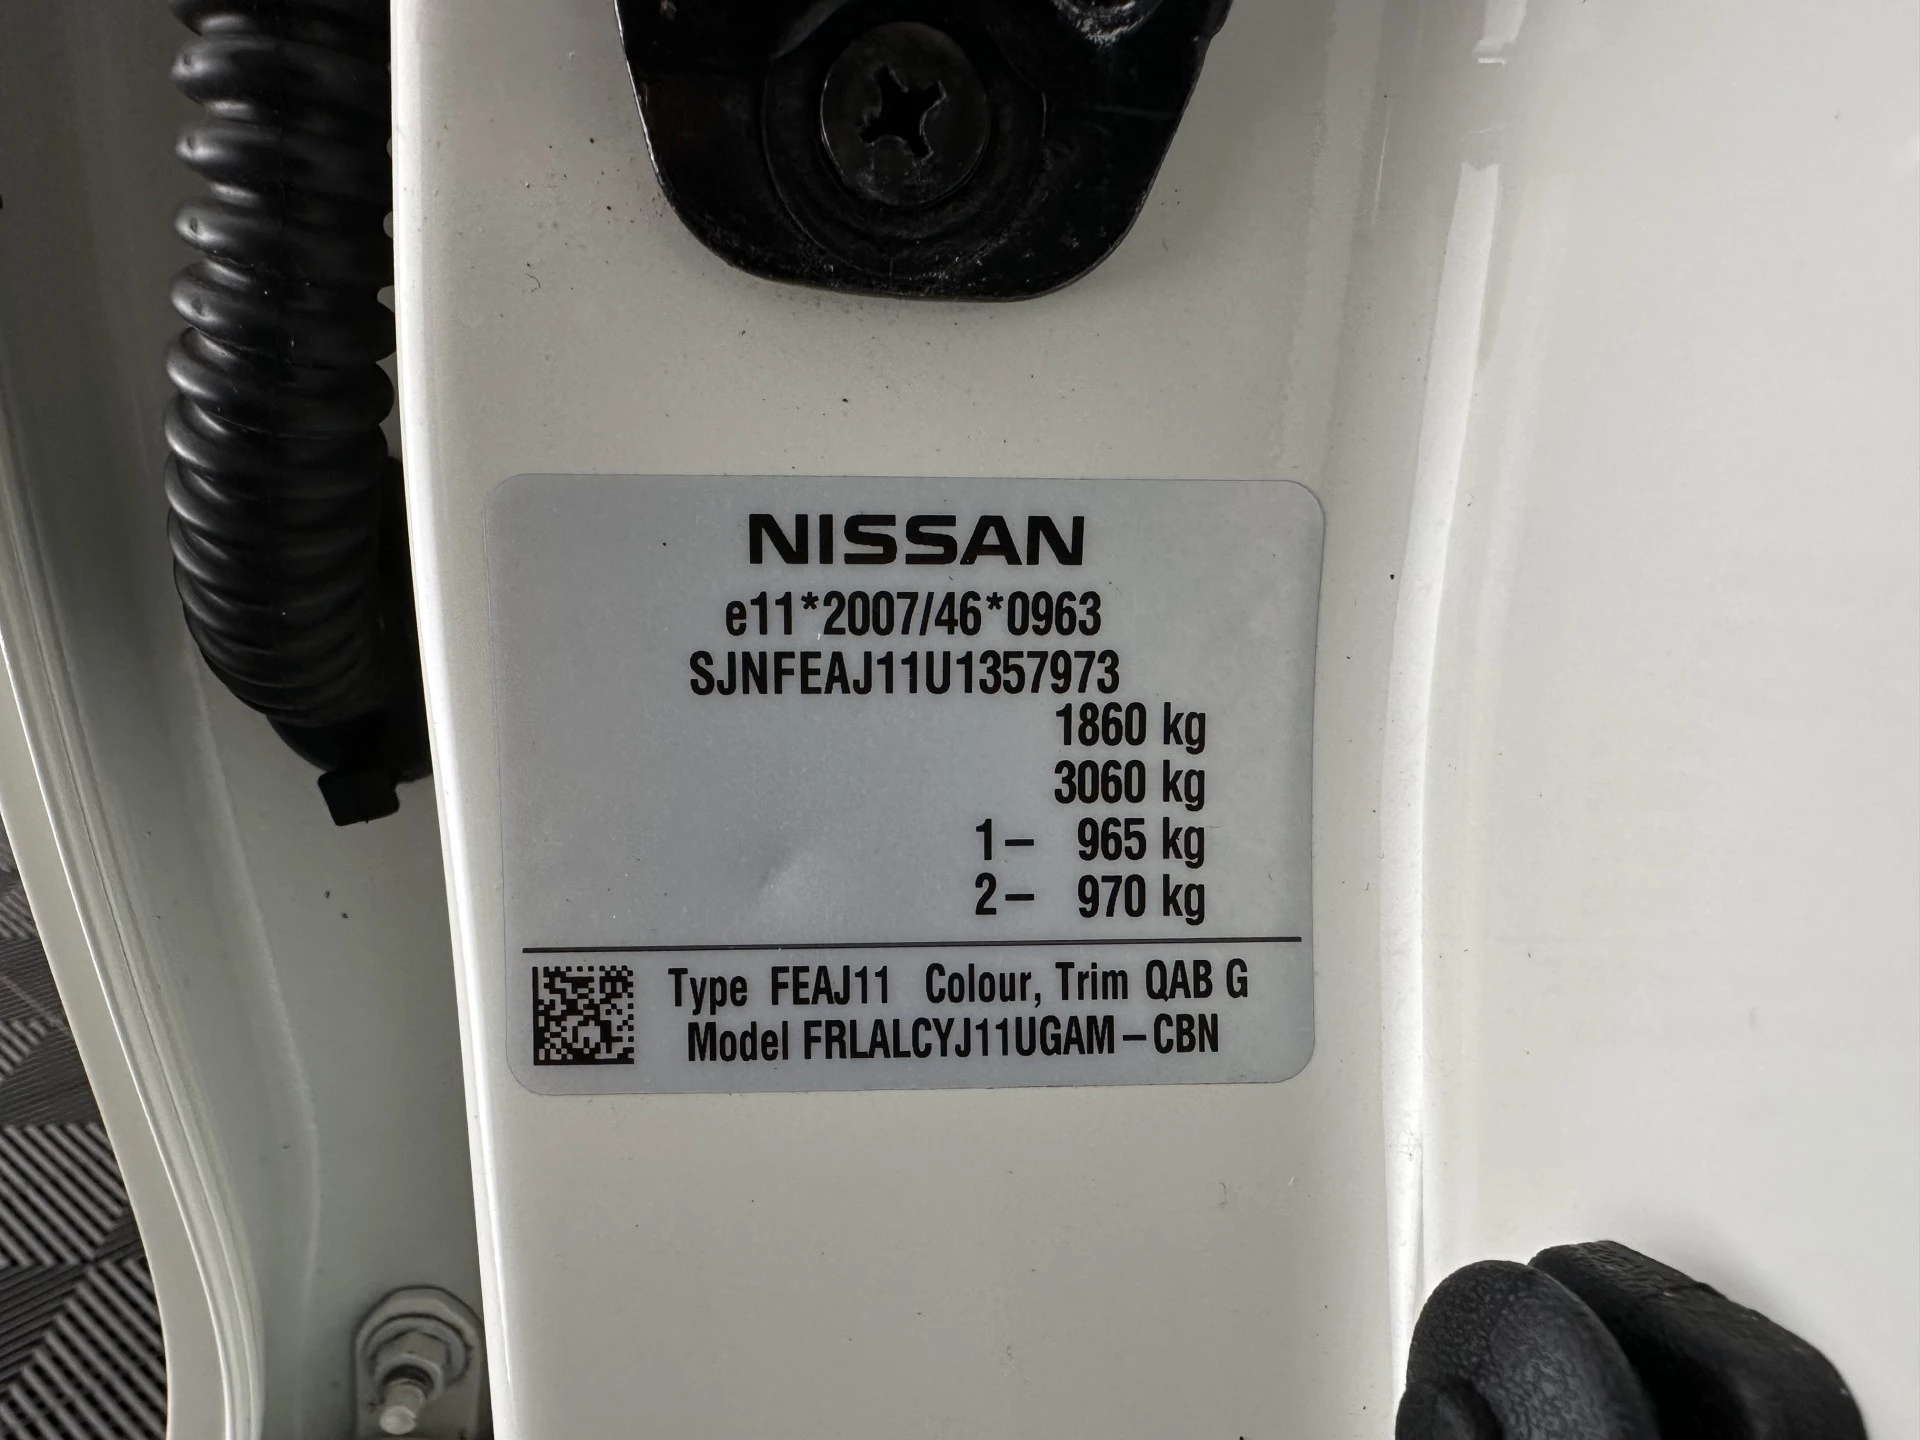 NISSAN
e11*2007/46*0963
SJNFEAJ11U1357973
1860 kg
3060 kg
1– 965 kg
2– 970 kg
Type FEAJ11 Colour, Trim QAB G
Model FRLALCYJ11UGAM–CBN